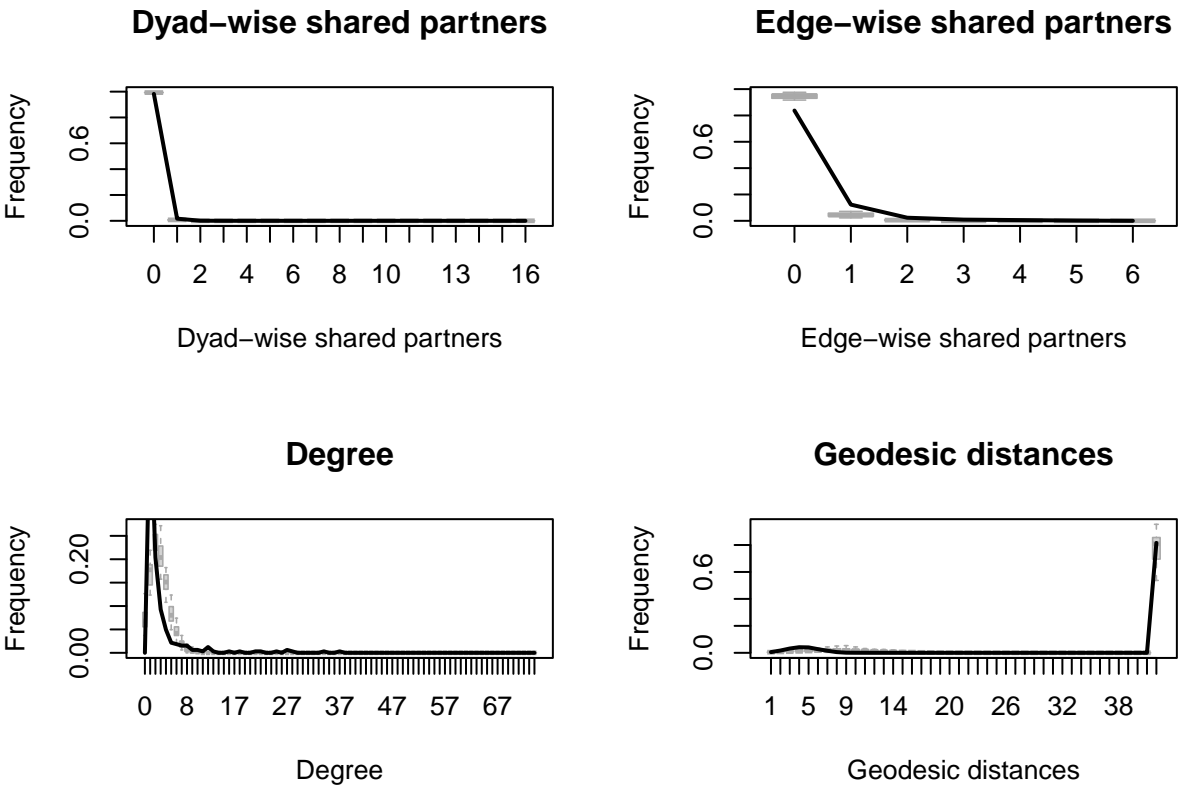 Dyad−wise shared partners
Frequency
0.0 0.6
0 2 4 6 8 10 13 16
Dyad−wise shared partners
Edge−wise shared partners
Frequency
0.0 0.6
0 1 2 3 4 5 6
Edge−wise shared partners
Degree
Frequency
0.00 0.20
0 8 17 27 37 47 57 67
Degree
Geodesic distances
Frequency
0.0 0.6
1 5 9 14 20 26 32 38
Geodesic distances